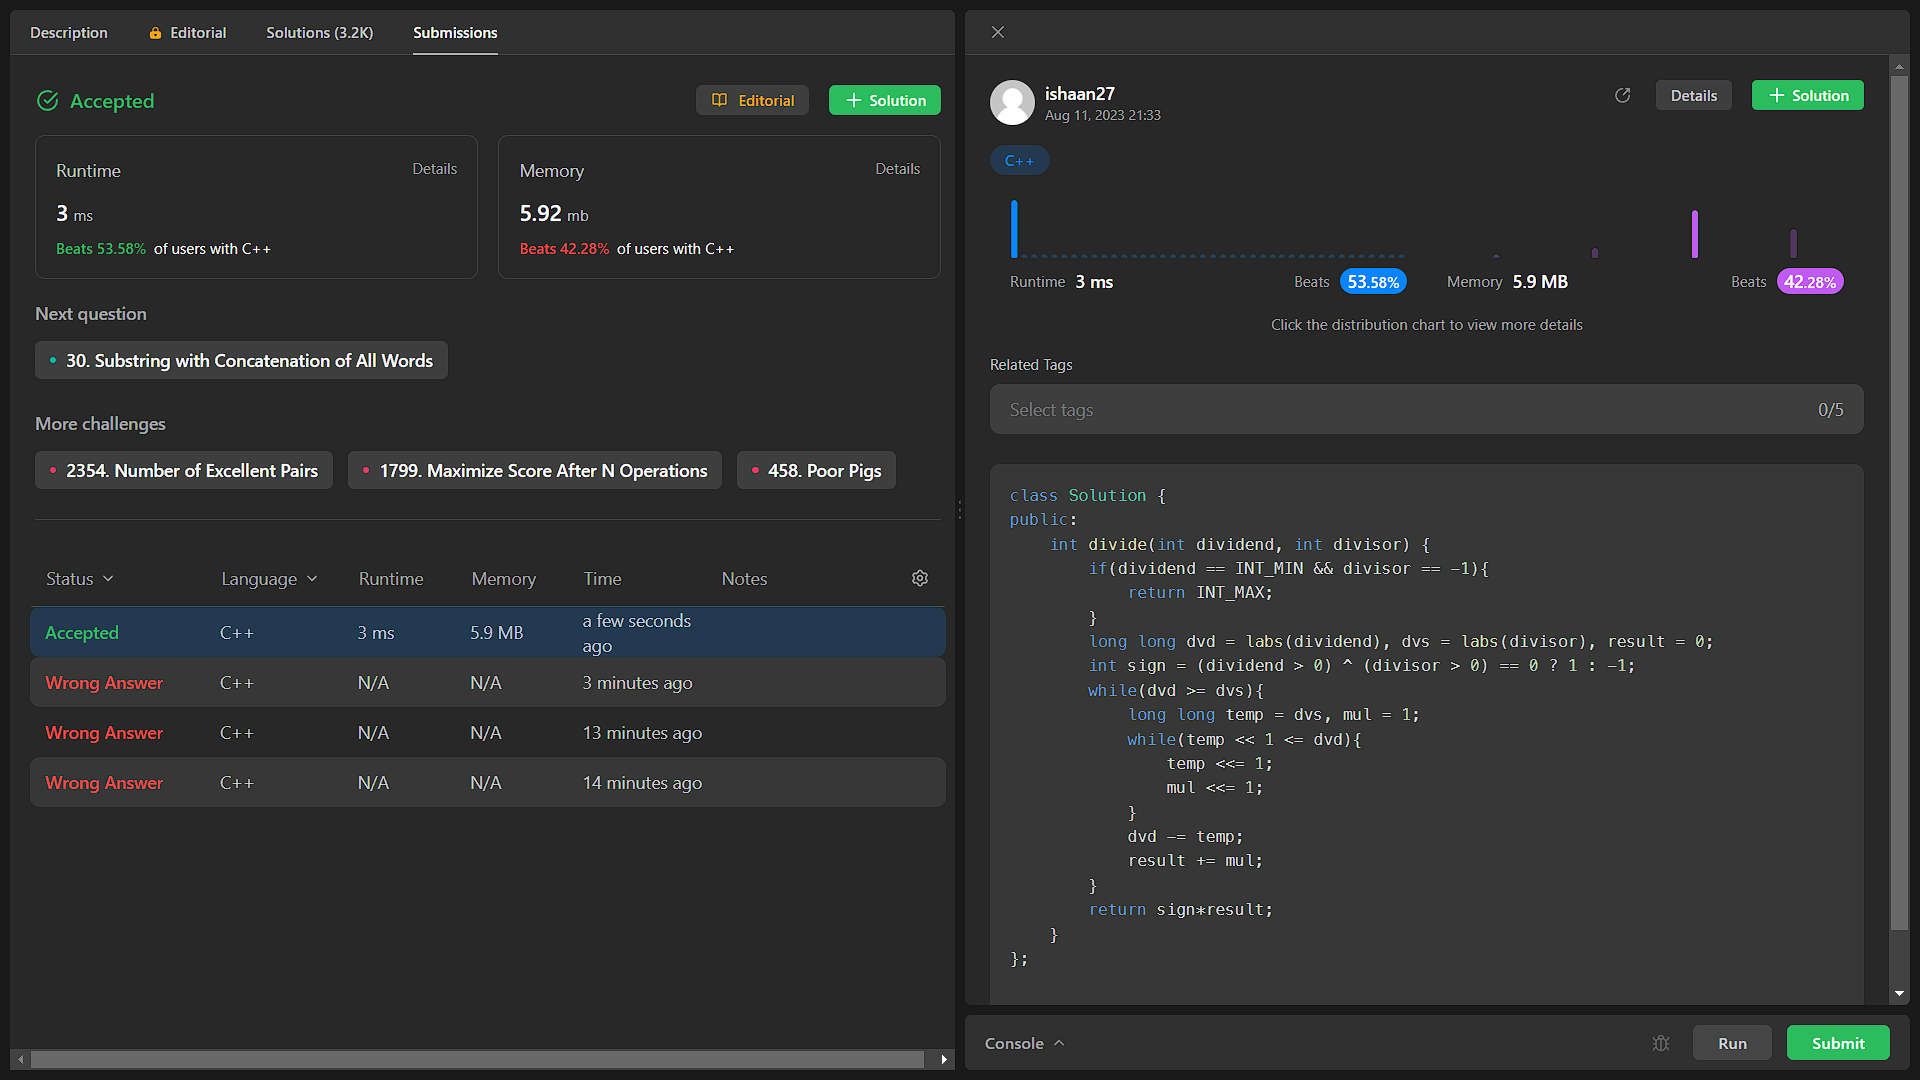 Description
Editorial
Solutions (3.2K)
Submissions
Accepted
Editorial
Solution
Runtime
Details
3 ms
Beats 53.58% of users with C++
Memory
Details
5.92 mb
Beats 42.28% of users with C++
Next question
30. Substring with Concatenation of All Words
More challenges
2354. Number of Excellent Pairs
1799. Maximize Score After N Operations
458. Poor Pigs
Status Language Runtime Memory Time Notes
Accepted C++ 3 ms 5.9 MB a few seconds ago
Wrong Answer C++ N/A N/A 3 minutes ago
Wrong Answer C++ N/A N/A 13 minutes ago
Wrong Answer C++ N/A N/A 14 minutes ago
ishaan27
Aug 11, 2023 21:33
Details
Solution
C++
Runtime 3 ms Beats 53.58%
Memory 5.9 MB Beats 42.28%
Click the distribution chart to view more details
Related Tags
Select tags 0/5
class Solution {
public:
    int divide(int dividend, int divisor) {
        if(dividend == INT_MIN && divisor == -1){
            return INT_MAX;
        }
        long long dvd = labs(dividend), dvs = labs(divisor), result = 0;
        int sign = (dividend > 0) ^ (divisor > 0) == 0 ? 1 : -1;
        while(dvd >= dvs){
            long long temp = dvs, mul = 1;
            while(temp << 1 <= dvd){
                temp <<= 1;
                mul <<= 1;
            }
            dvd -= temp;
            result += mul;
        }
        return sign*result;
    }
};
Console
Run
Submit